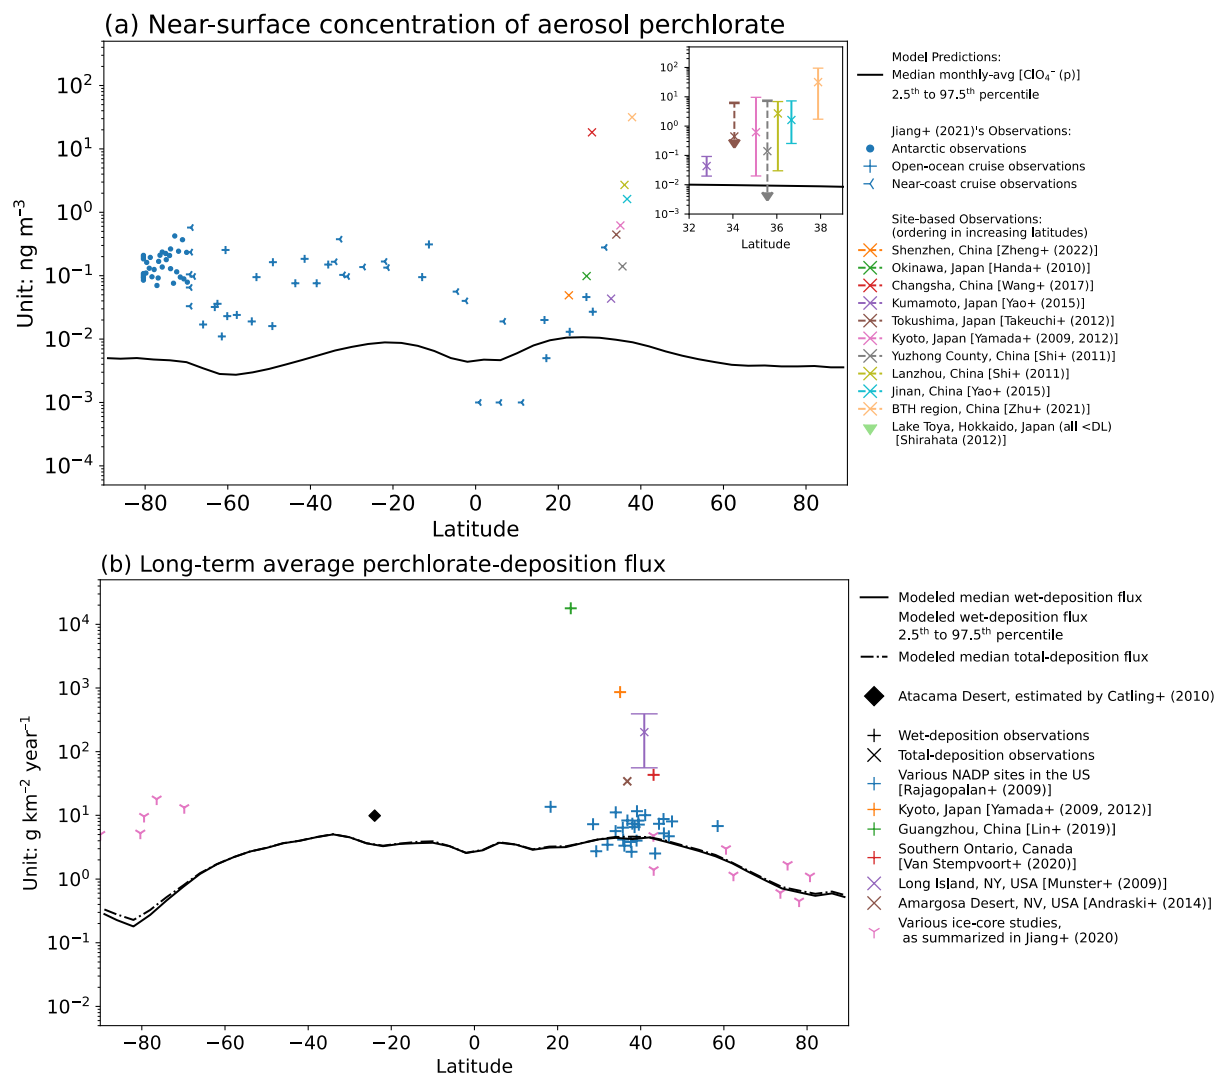 (a) Near-surface concentration of aerosol perchlorate
Unit: ng m⁻³
10²
10¹
10⁰
10⁻¹
10⁻²
10⁻³
10⁻⁴
−80 −60 −40 −20 0 20 40 60 80
Latitude
10²
10¹
10⁰
10⁻¹
10⁻²
10⁻³
32 34 36 38
Latitude
Model Predictions:
Median monthly-avg [ClO₄⁻ (p)]
2.5ᵗʰ to 97.5ᵗʰ percentile
Jiang+ (2021)'s Observations:
Antarctic observations
Open-ocean cruise observations
Near-coast cruise observations
Site-based Observations:
(ordering in increasing latitudes)
Shenzhen, China [Zheng+ (2022)]
Okinawa, Japan [Handa+ (2010)]
Changsha, China [Wang+ (2017)]
Kumamoto, Japan [Yao+ (2015)]
Tokushima, Japan [Takeuchi+ (2012)]
Kyoto, Japan [Yamada+ (2009, 2012)]
Yuzhong County, China [Shi+ (2011)]
Lanzhou, China [Shi+ (2011)]
Jinan, China [Yao+ (2015)]
BTH region, China [Zhu+ (2021)]
Lake Toya, Hokkaido, Japan (all <DL)
[Shirahata (2012)]
(b) Long-term average perchlorate-deposition flux
Unit: g km⁻² year⁻¹
10⁴
10³
10²
10¹
10⁰
10⁻¹
10⁻²
−80 −60 −40 −20 0 20 40 60 80
Latitude
Modeled median wet-deposition flux
Modeled wet-deposition flux
2.5ᵗʰ to 97.5ᵗʰ percentile
Modeled median total-deposition flux
Atacama Desert, estimated by Catling+ (2010)
Wet-deposition observations
Total-deposition observations
Various NADP sites in the US
[Rajagopalan+ (2009)]
Kyoto, Japan [Yamada+ (2009, 2012)]
Guangzhou, China [Lin+ (2019)]
Southern Ontario, Canada
[Van Stempvoort+ (2020)]
Long Island, NY, USA [Munster+ (2009)]
Amargosa Desert, NV, USA [Andraski+ (2014)]
Various ice-core studies,
as summarized in Jiang+ (2020)